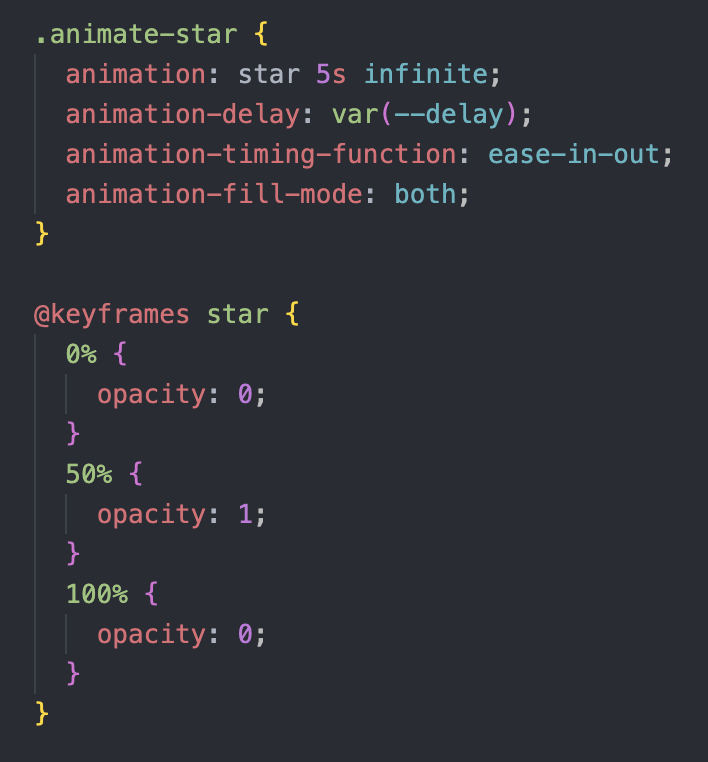 .animate-star {
  animation: star 5s infinite;
  animation-delay: var(--delay);
  animation-timing-function: ease-in-out;
  animation-fill-mode: both;
}

@keyframes star {
  0% {
    opacity: 0;
  }
  50% {
    opacity: 1;
  }
  100% {
    opacity: 0;
  }
}